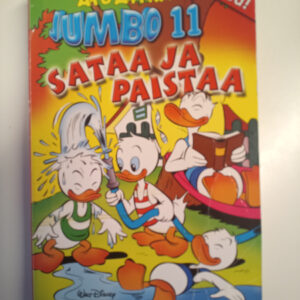 JUMBO 11
SATAA JA
PAISTAA
WALT DISNEY